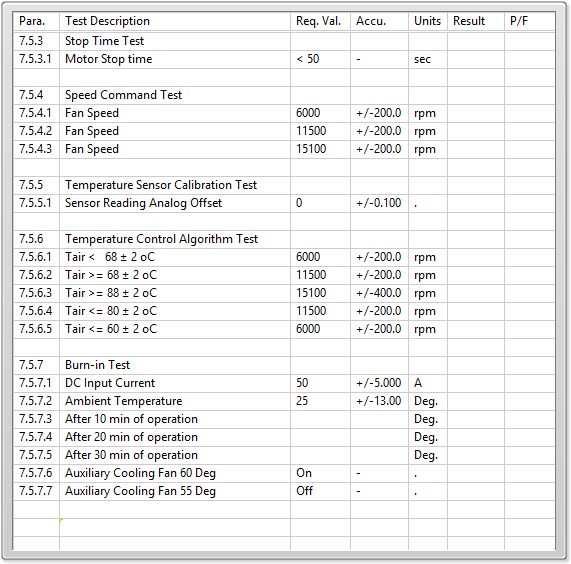 Para. Test Description Req. Val. Accu. Units Result P/F
7.5.3 Stop Time Test
7.5.3.1 Motor Stop time < 50 - sec
7.5.4 Speed Command Test
7.5.4.1 Fan Speed 6000 +/-200.0 rpm
7.5.4.2 Fan Speed 11500 +/-200.0 rpm
7.5.4.3 Fan Speed 15100 +/-200.0 rpm
7.5.5 Temperature Sensor Calibration Test
7.5.5.1 Sensor Reading Analog Offset 0 +/-0.100 .
7.5.6 Temperature Control Algorithm Test
7.5.6.1 Tair <   68 ± 2 oC 6000 +/-200.0 rpm
7.5.6.2 Tair >= 68 ± 2 oC 11500 +/-200.0 rpm
7.5.6.3 Tair >= 88 ± 2 oC 15100 +/-400.0 rpm
7.5.6.4 Tair <= 80 ± 2 oC 11500 +/-200.0 rpm
7.5.6.5 Tair <= 60 ± 2 oC 6000 +/-200.0 rpm
7.5.7 Burn-in Test
7.5.7.1 DC Input Current 50 +/-5.000 A
7.5.7.2 Ambient Temperature 25 +/-13.00 Deg.
7.5.7.3 After 10 min of operation Deg.
7.5.7.4 After 20 min of operation Deg.
7.5.7.5 After 30 min of operation Deg.
7.5.7.6 Auxiliary Cooling Fan 60 Deg On - .
7.5.7.7 Auxiliary Cooling Fan 55 Deg Off - .